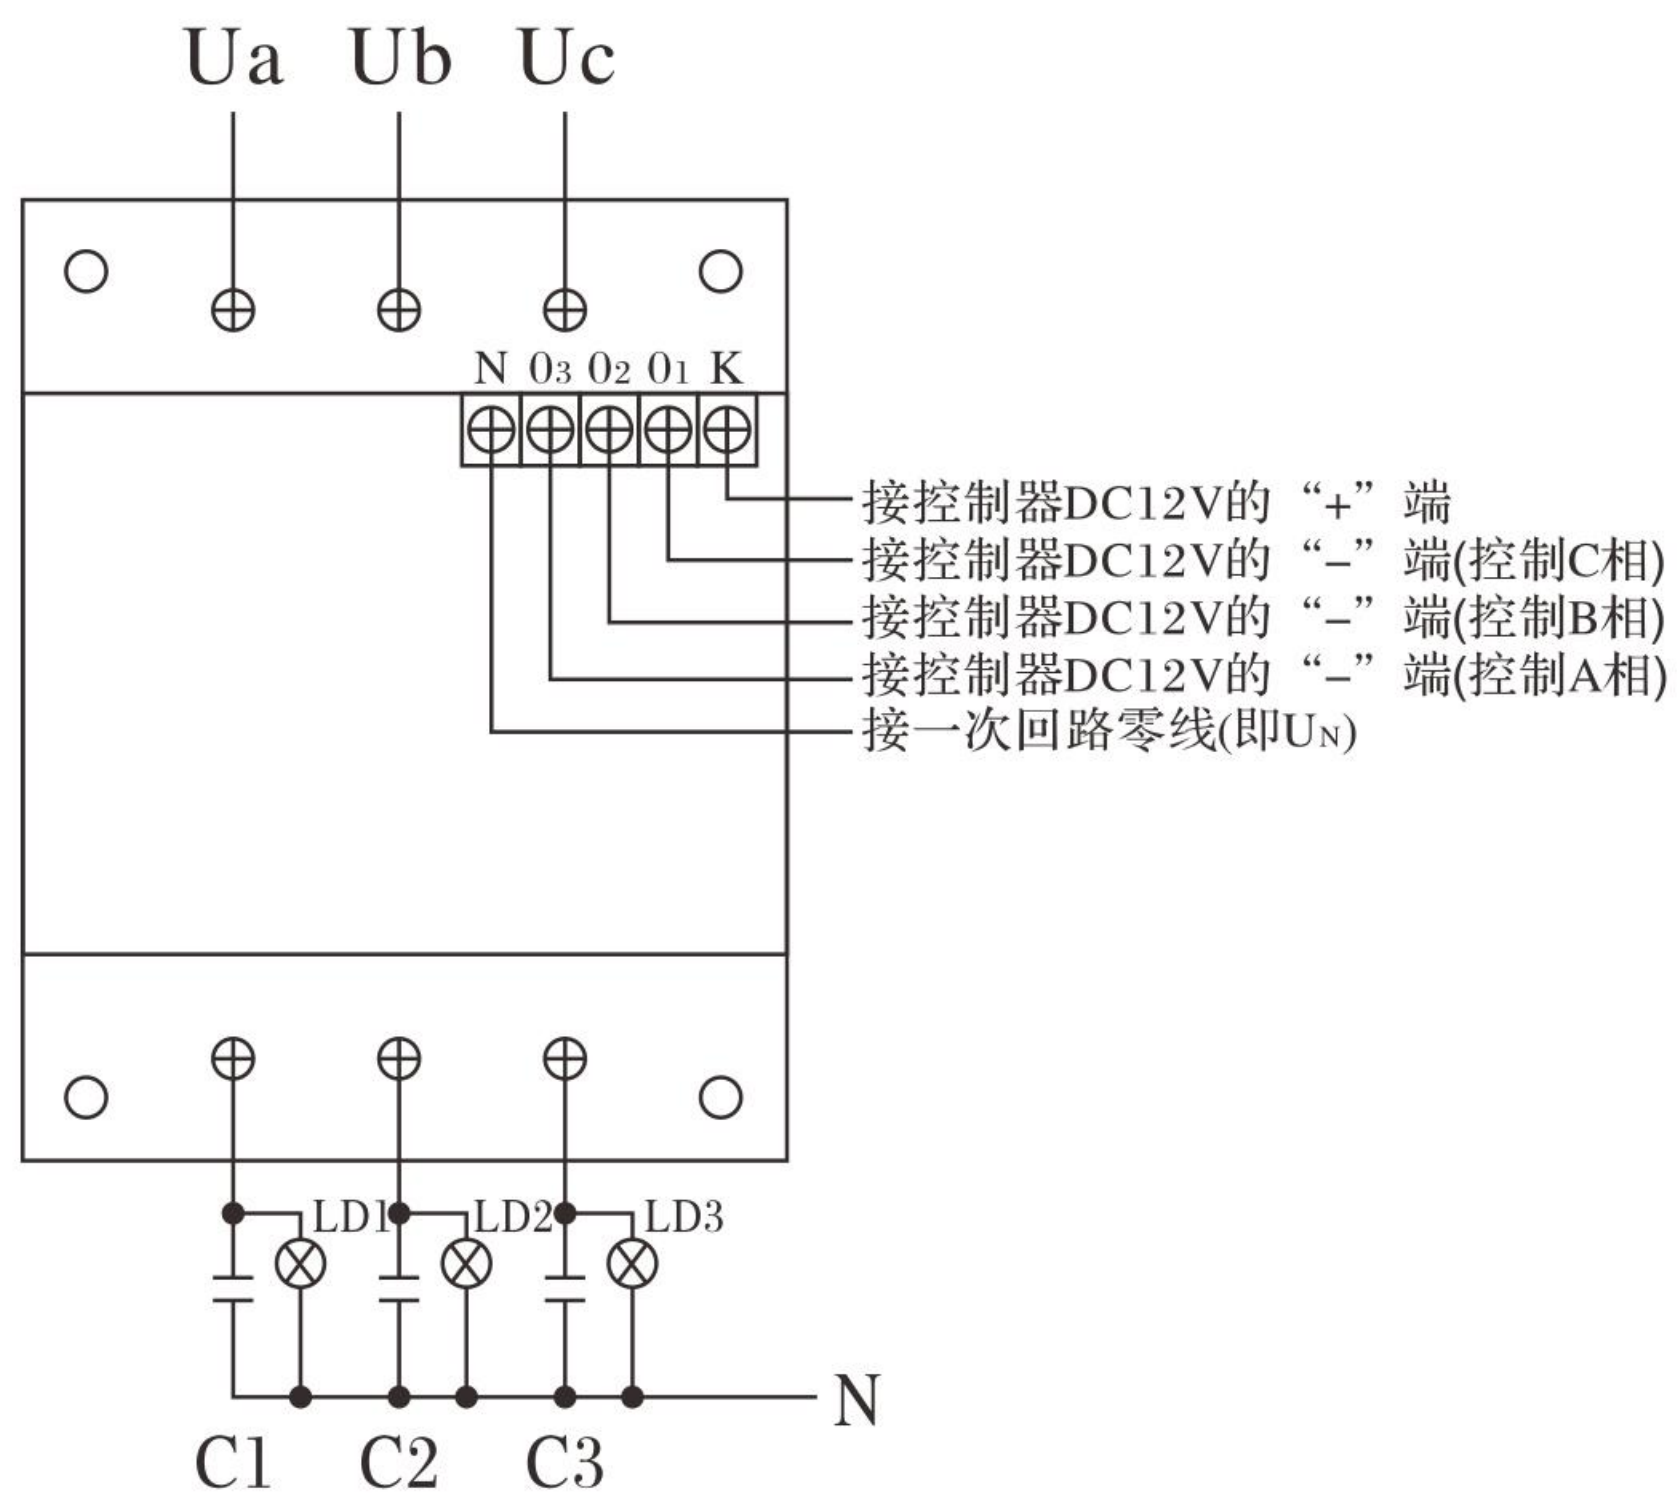 Ua Ub Uc
N 03 02 01 K
接控制器DC12V的“+”端
接控制器DC12V的“–”端(控制C相)
接控制器DC12V的“–”端(控制B相)
接控制器DC12V的“–”端(控制A相)
接一次回路零线(即UN)
LD1 LD2 LD3
N
C1 C2 C3